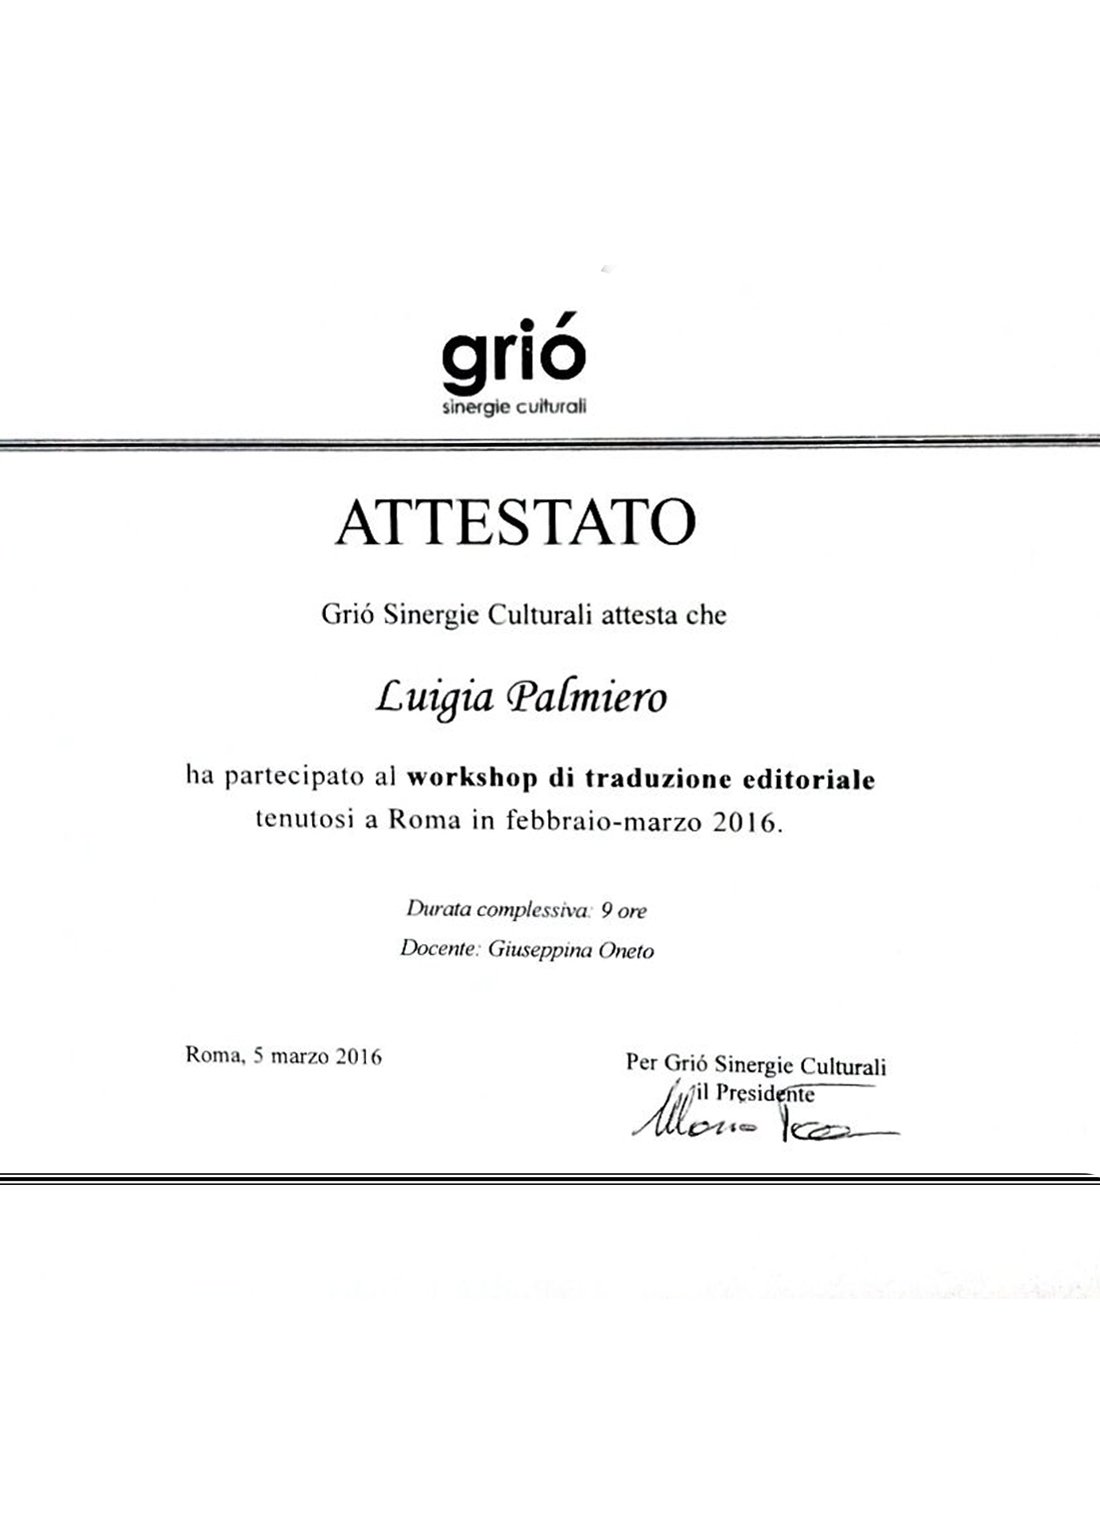 grió
sinergie culturali
ATTESTATO
Grió Sinergie Culturali attesta che
Luigia Palmiero
ha partecipato al workshop di traduzione editoriale
tenutosi a Roma in febbraio-marzo 2016.
Durata complessiva: 9 ore
Docente: Giuseppina Oneto
Roma, 5 marzo 2016
Per Grió Sinergie Culturali
il Presidente